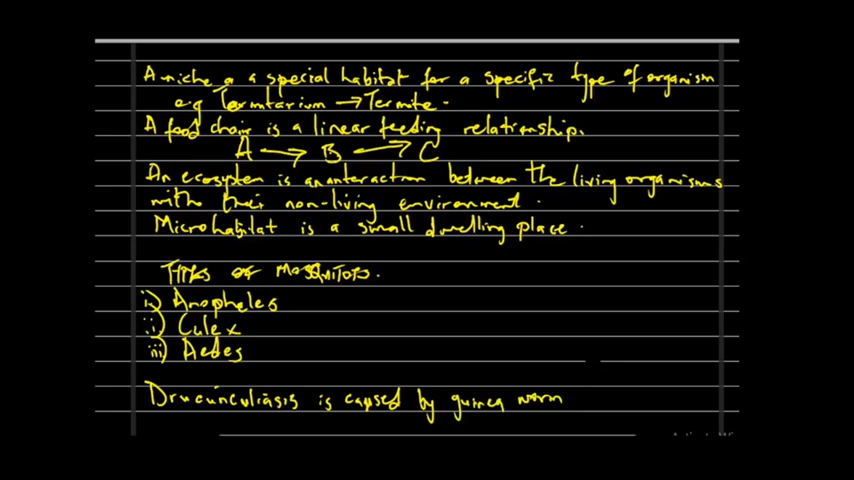 A niche a a special habitat for a specific type of organism
e.g Termitarium → Termite.
A food chain is a linear feeding relationship.
A → B → C
An ecosystem is an interaction between the living organisms
with their non-living environment.
Microhabitat is a small dwelling place.
TYPES OF MOSQUITOES.
i) Anopheles
ii) Culex
iii) Aedes
Dracunculiasis is caused by guinea worm